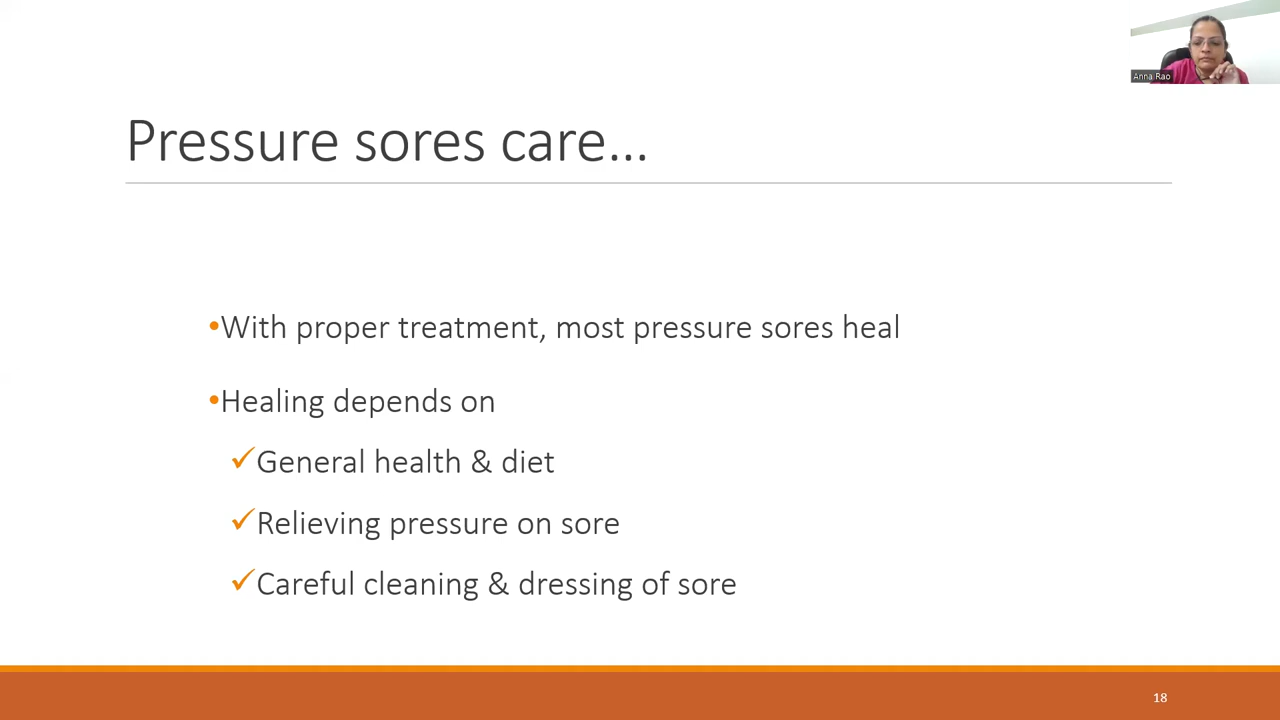 Anna Rao
Pressure sores care...
•With proper treatment, most pressure sores heal
•Healing depends on
✓General health & diet
✓Relieving pressure on sore
✓Careful cleaning & dressing of sore
18